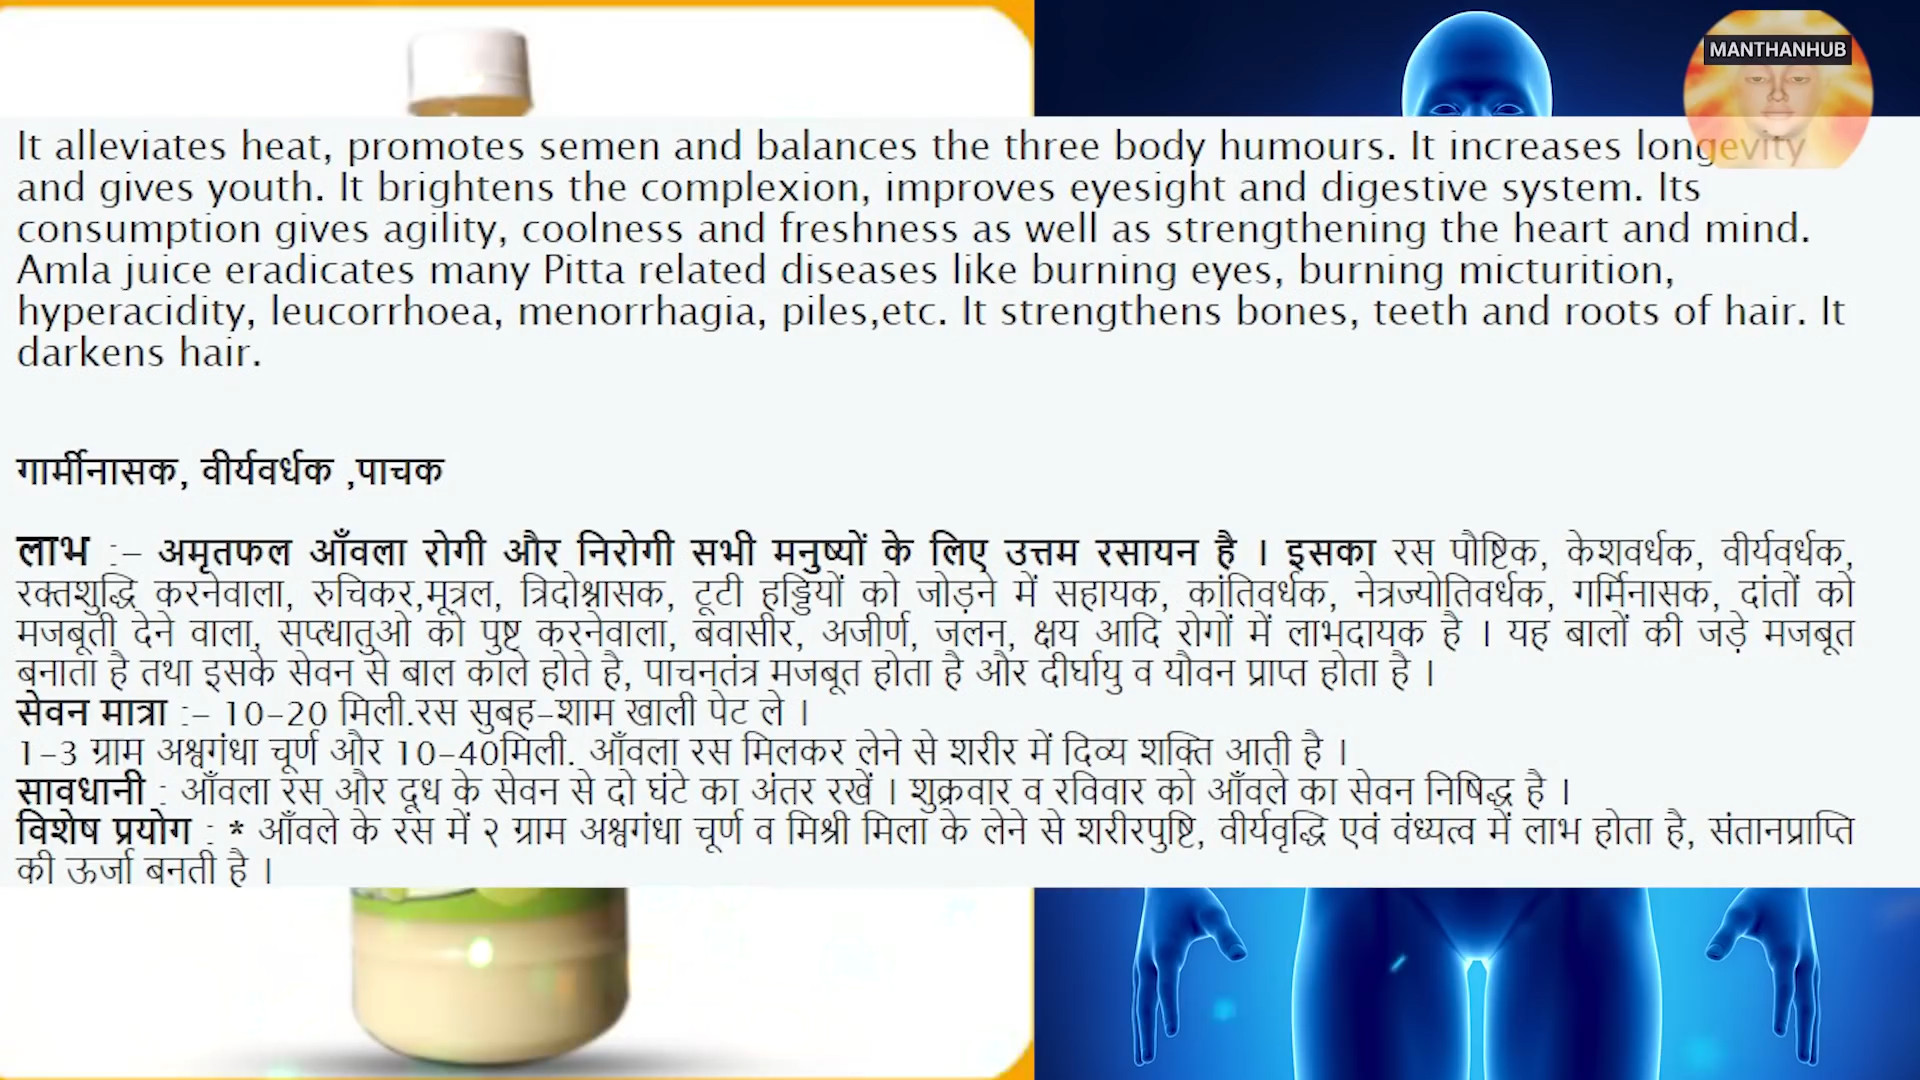 MANTHANHUB
It alleviates heat, promotes semen and balances the three body humours. It increases longevity
and gives youth. It brightens the complexion, improves eyesight and digestive system. Its
consumption gives agility, coolness and freshness as well as strengthening the heart and mind.
Amla juice eradicates many Pitta related diseases like burning eyes, burning micturition,
hyperacidity, leucorrhoea, menorrhagia, piles,etc. It strengthens bones, teeth and roots of hair. It
darkens hair.
गार्मीनासक, वीर्यवर्धक ,पाचक
लाभ :– अमृतफल आँवला रोगी और निरोगी सभी मनुष्यों के लिए उत्तम रसायन है । इसका रस पौष्टिक, केशवर्धक, वीर्यवर्धक,
रक्तशुद्धि करनेवाला, रुचिकर,मूत्रल, त्रिदोश्नासक, टूटी हड्डियों को जोड़ने में सहायक, कांतिवर्धक, नेत्रज्योतिवर्धक, गर्मिनासक, दांतों को
मजबूती देने वाला, सप्तधातुओ को पुष्ट करनेवाला, बवासीर, अजीर्ण, जलन, क्षय आदि रोगों में लाभदायक है । यह बालों की जड़े मजबूत
बनाता है तथा इसके सेवन से बाल काले होते है, पाचनतंत्र मजबूत होता है और दीर्घायु व यौवन प्राप्त होता है ।
सेवन मात्रा :– 10–20 मिली.रस सुबह–शाम खाली पेट ले ।
1–3 ग्राम अश्वगंधा चूर्ण और 10–40मिली. आँवला रस मिलकर लेने से शरीर में दिव्य शक्ति आती है ।
सावधानी : आँवला रस और दूध के सेवन से दो घंटे का अंतर रखें । शुक्रवार व रविवार को आँवले का सेवन निषिद्ध है ।
विशेष प्रयोग : * आँवले के रस में २ ग्राम अश्वगंधा चूर्ण व मिश्री मिला के लेने से शरीरपुष्टि, वीर्यवृद्धि एवं वंध्यत्व में लाभ होता है, संतानप्राप्ति
की ऊर्जा बनती है ।